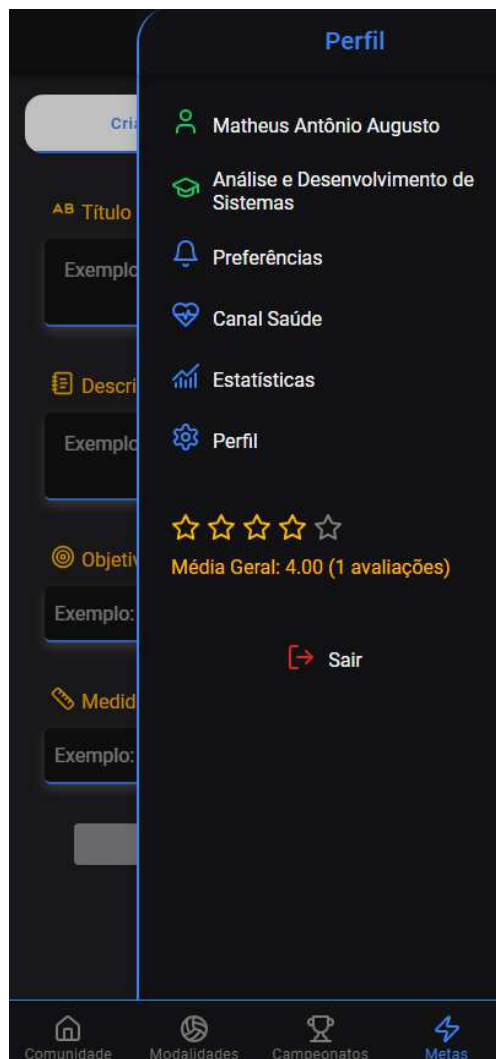 Perfil
Matheus Antônio Augusto
Análise e Desenvolvimento de
Sistemas
Preferências
Canal Saúde
Estatísticas
Perfil
Média Geral: 4.00 (1 avaliações)
Sair
Cria
AB Título
Exemplo
Descri
Exemplo
Objetiv
Exemplo:
Medid
Exemplo:
Comunidade
Modalidades
Campeonatos
Metas